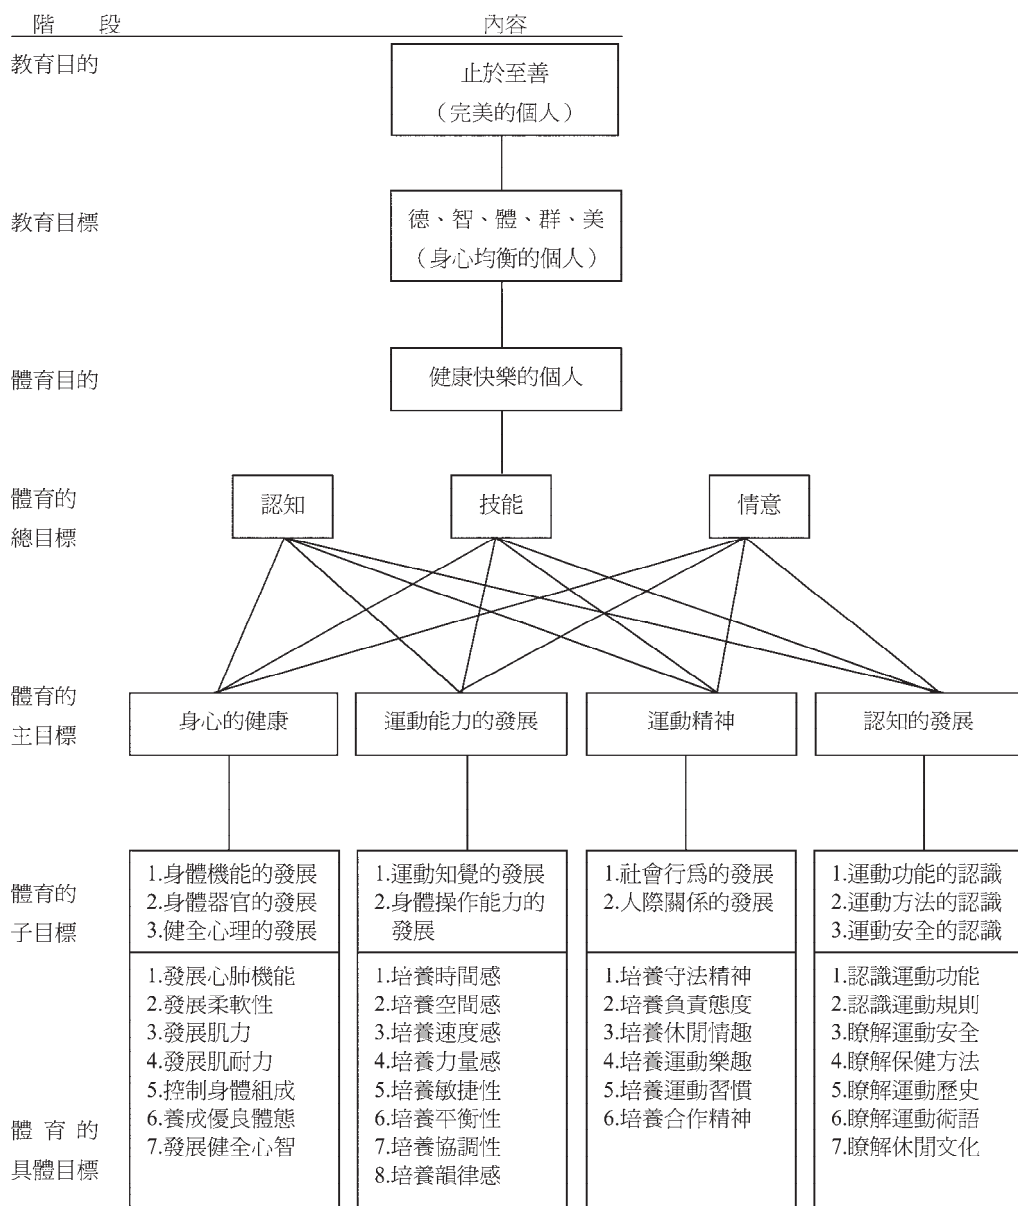 階 段 內容
教育目的
止於至善
（完美的個人）
教育目標
德、智、體、群、美
（身心均衡的個人）
體育目的
健康快樂的個人
體育的
總目標
認知
技能
情意
體育的
主目標
身心的健康
運動能力的發展
運動精神
認知的發展
體育的
子目標
1.身體機能的發展
2.身體器官的發展
3.健全心理的發展
1.運動知覺的發展
2.身體操作能力的
發展
1.社會行爲的發展
2.人際關係的發展
1.運動功能的認識
2.運動方法的認識
3.運動安全的認識
體育的
具體目標
1.發展心肺機能
2.發展柔軟性
3.發展肌力
4.發展肌耐力
5.控制身體組成
6.養成優良體態
7.發展健全心智
1.培養時間感
2.培養空間感
3.培養速度感
4.培養力量感
5.培養敏捷性
6.培養平衡性
7.培養協調性
8.培養韻律感
1.培養守法精神
2.培養負責態度
3.培養休閒情趣
4.培養運動樂趣
5.培養運動習慣
6.培養合作精神
1.認識運動功能
2.認識運動規則
3.瞭解運動安全
4.瞭解保健方法
5.瞭解運動歷史
6.瞭解運動術語
7.瞭解休閒文化